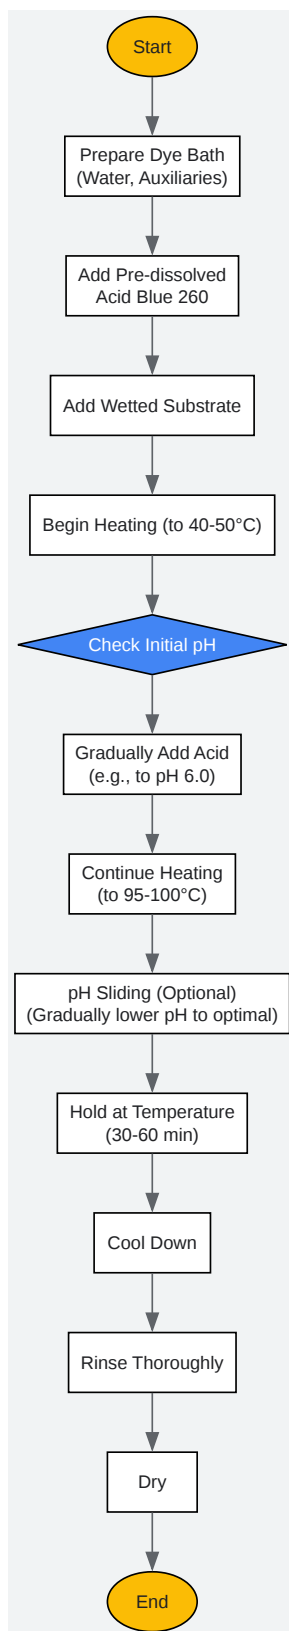 Start
Prepare Dye Bath
(Water, Auxiliaries)
Add Pre-dissolved
Acid Blue 260
Add Wetted Substrate
Begin Heating (to 40-50°C)
Check Initial pH
Gradually Add Acid
(e.g., to pH 6.0)
Continue Heating
(to 95-100°C)
pH Sliding (Optional)
(Gradually lower pH to optimal)
Hold at Temperature
(30-60 min)
Cool Down
Rinse Thoroughly
Dry
End